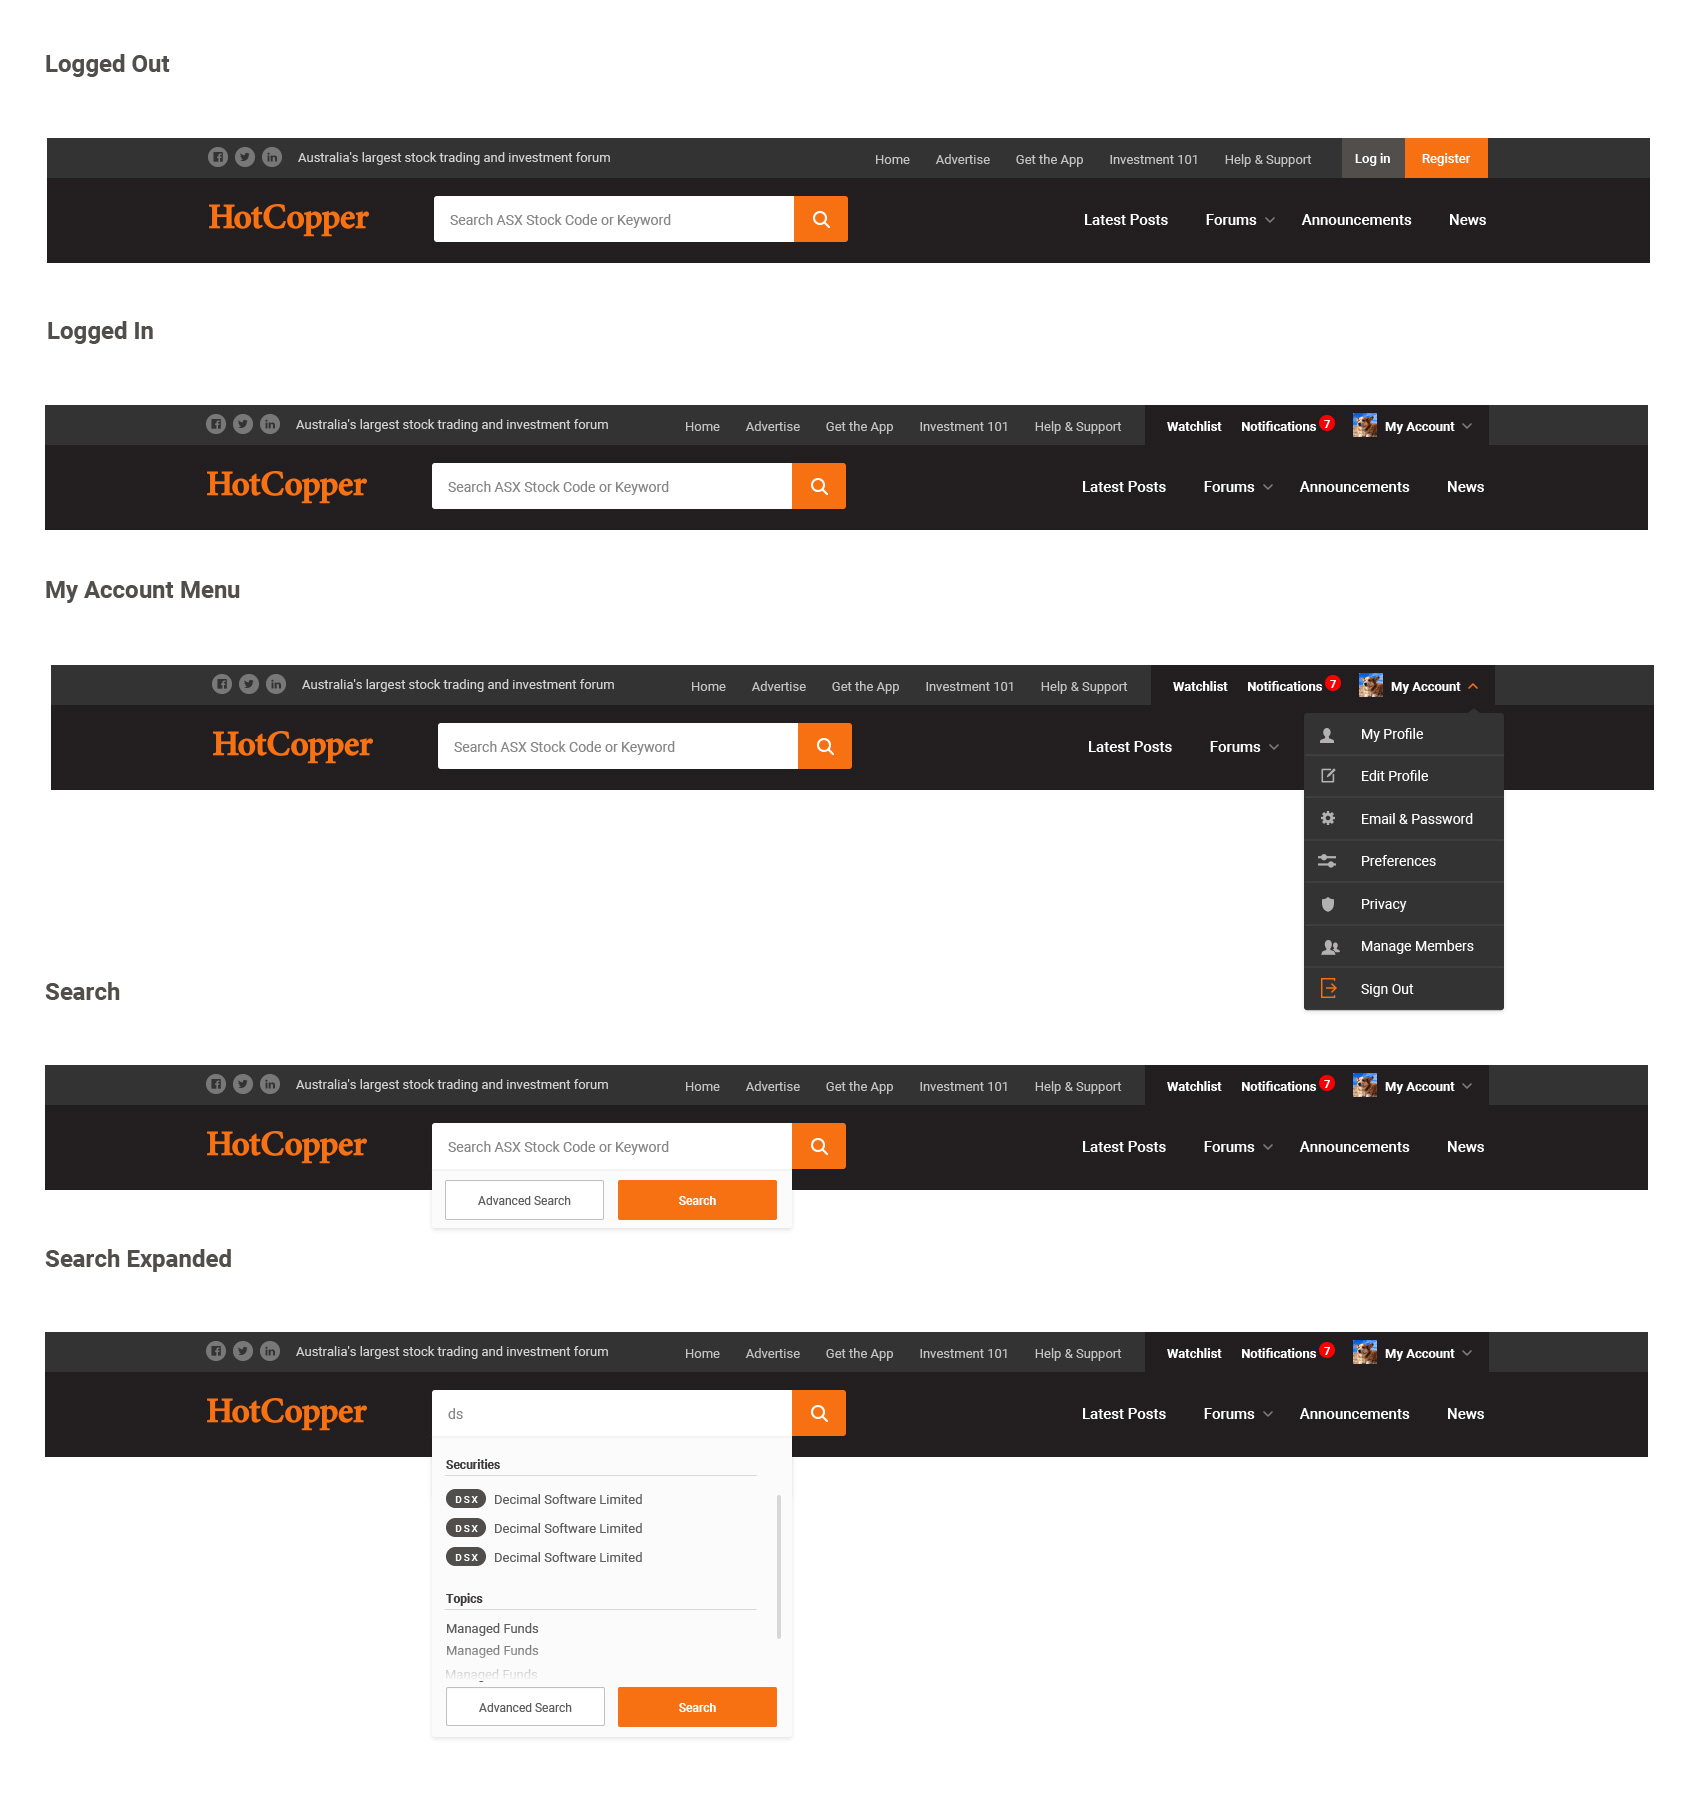 Logged Out
Australia's largest stock trading and investment forum Home Advertise Get the App Investment 101 Help & Support Log in Register
HotCopper Search ASX Stock Code or Keyword Latest Posts Forums Announcements News
Logged In
Australia's largest stock trading and investment forum Home Advertise Get the App Investment 101 Help & Support Watchlist Notifications 7 My Account
HotCopper Search ASX Stock Code or Keyword Latest Posts Forums Announcements News
My Account Menu
Australia's largest stock trading and investment forum Home Advertise Get the App Investment 101 Help & Support Watchlist Notifications 7 My Account
HotCopper Search ASX Stock Code or Keyword Latest Posts Forums
My Profile
Edit Profile
Email & Password
Preferences
Privacy
Manage Members
Sign Out
Search
Australia's largest stock trading and investment forum Home Advertise Get the App Investment 101 Help & Support Watchlist Notifications 7 My Account
HotCopper Search ASX Stock Code or Keyword Latest Posts Forums Announcements News
Advanced Search Search
Search Expanded
Australia's largest stock trading and investment forum Home Advertise Get the App Investment 101 Help & Support Watchlist Notifications 7 My Account
HotCopper ds Latest Posts Forums Announcements News
Securities
DSX Decimal Software Limited
DSX Decimal Software Limited
DSX Decimal Software Limited
Topics
Managed Funds
Managed Funds
Managed Funds
Advanced Search Search